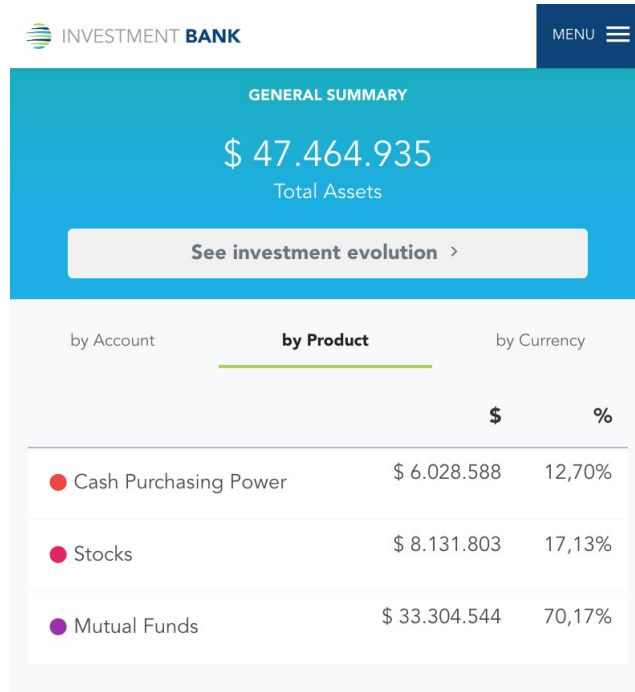 INVESTMENT BANK
MENU
GENERAL SUMMARY
$ 47.464.935
Total Assets
See investment evolution >
by Account by Product by Currency
$ %
Cash Purchasing Power $ 6.028.588 12,70%
Stocks $ 8.131.803 17,13%
Mutual Funds $ 33.304.544 70,17%